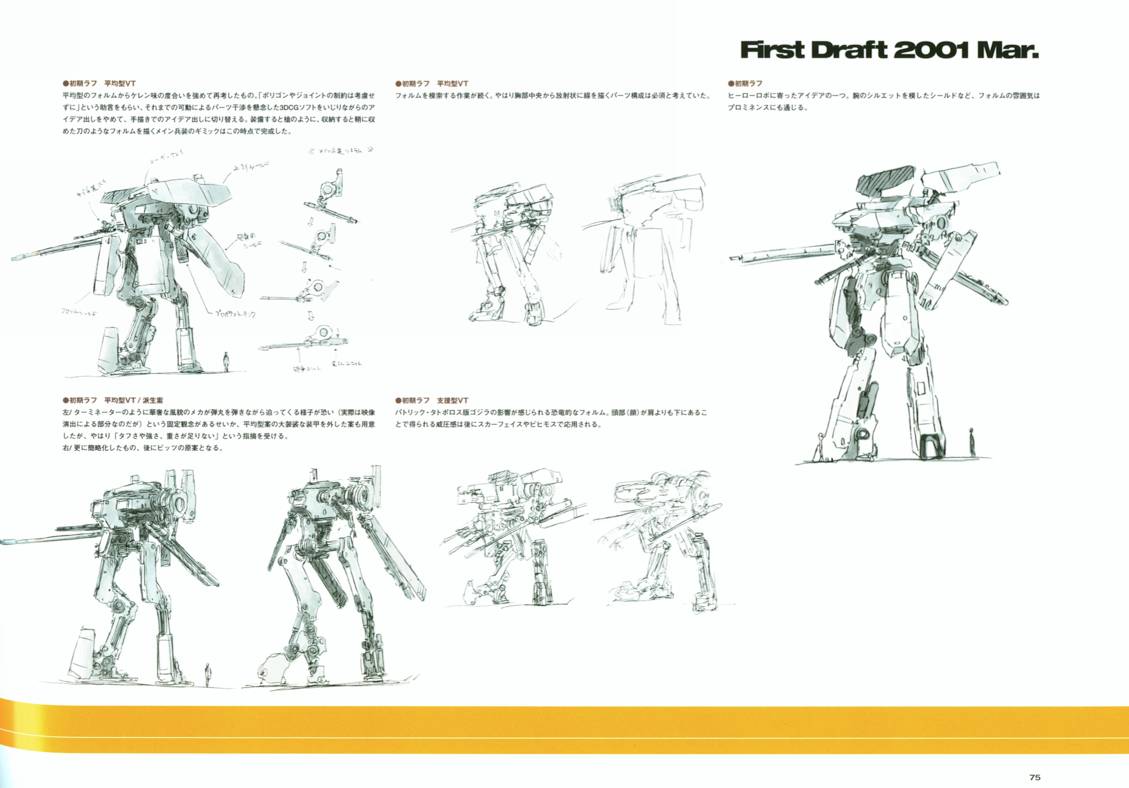 First Draft 2001 Mar.
●初期ラフ 平均型VT
平均型のフォルムからケレン味の度合いを強めて再考したもの。「ポリゴンやジョイントの制約は考慮せ
ずに」という助言をもらい、それまでの可動によるパーツ干渉を懸念した3DCGソフトをいじりながらのア
イデア出しをやめて、手描きでのアイデア出しに切り替える。装備すると槍のように、収納すると鞘に収
めた刀のようなフォルムを描くメイン兵装のギミックはこの時点で完成した。
●初期ラフ 平均型VT
フォルムを模索する作業が続く。やはり胸部中央から放射状に線を描くパーツ構成は必須と考えていた。
●初期ラフ
ヒーローロボに寄ったアイデアの一つ。腕のシルエットを模したシールドなど、フォルムの雰囲気は
プロミネンスにも通じる。
●初期ラフ 平均型VT / 派生案
左/ ターミネーターのように華奢な風貌のメカが弾丸を弾きながら迫ってくる様子が恐い（実際は映像
演出による部分なのだが）という固定観念があるせいか、平均型案の大袈裟な装甲を外した案も用意
したが、やはり「タフさや強さ、重さが足りない」という指摘を受ける。
右/ 更に簡略化したもの、後にビッツの原案となる。
●初期ラフ 支援型VT
パトリック・タトポロス版ゴジラの影響が感じられる恐竜的なフォルム。頭部（顔）が肩よりも下にあるこ
とで得られる威圧感は後にスカーフェイスやビヒモスで応用される。
75